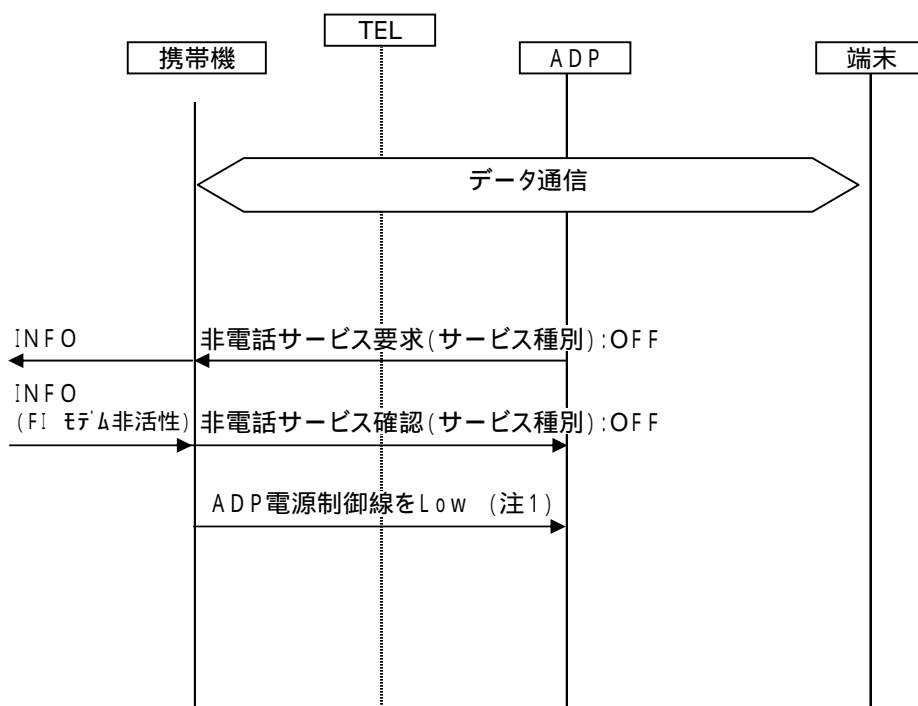 TEL
携帯機
ADP
端末
データ通信
INFO
非電話サービス要求(サービス種別):OFF
INFO
(FI ﾓﾃﾞﾑ非活性)
非電話サービス確認(サービス種別):OFF
ADP電源制御線をLow (注1)